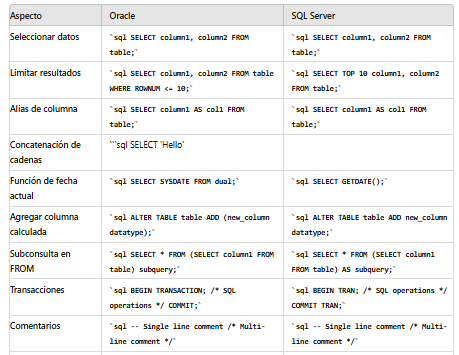 Aspecto Oracle SQL Server
Seleccionar datos `sql SELECT column1, column2 FROM `sql SELECT column1, column2 FROM
table;` table;`
Limitar resultados `sql SELECT column1, column2 FROM table `sql SELECT TOP 10 column1, column2
WHERE ROWNUM <= 10;` FROM table;`
Alias de columna `sql SELECT column1 AS col1 FROM `sql SELECT column1 AS col1 FROM
table;` table;`
Concatenación de ```sql SELECT 'Hello'
cadenas
Función de fecha `sql SELECT SYSDATE FROM dual;` `sql SELECT GETDATE();`
actual
Agregar columna `sql ALTER TABLE table ADD (new_column `sql ALTER TABLE table ADD new_column
calculada datatype);` datatype;`
Subconsulta en `sql SELECT * FROM (SELECT column1 FROM `sql SELECT * FROM (SELECT column1
FROM table) subquery;` FROM table) AS subquery;`
Transacciones `sql BEGIN TRANSACTION; /* SQL `sql BEGIN TRAN; /* SQL operations */
operations */ COMMIT;` COMMIT TRAN;`
Comentarios `sql -- Single line comment /* Multi- `sql -- Single line comment /* Multi-
line comment */` line comment */`